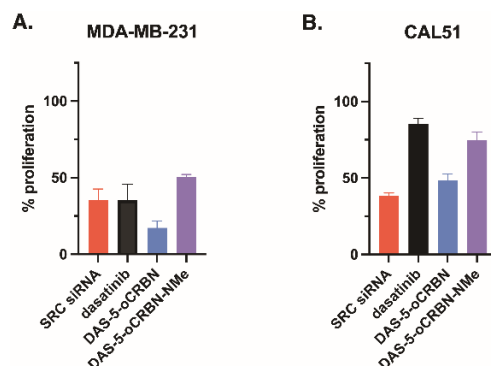 A.
MDA-MB-231
% proliferation
100
50
0
SRC siRNA
dasatinib
DAS-5-oCRBN
DAS-5-oCRBN-NMe
B.
CAL51
% proliferation
100
50
0
SRC siRNA
dasatinib
DAS-5-oCRBN
DAS-5-oCRBN-NMe